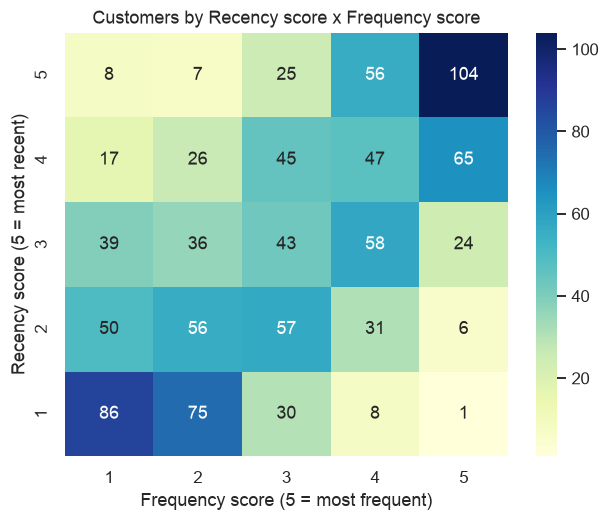 Customers by Recency score x Frequency score
Recency score (5 = most recent)
5 8 7 25 56 104
4 17 26 45 47 65
3 39 36 43 58 24
2 50 56 57 31 6
1 86 75 30 8 1
1 2 3 4 5
Frequency score (5 = most frequent)
100
80
60
40
20